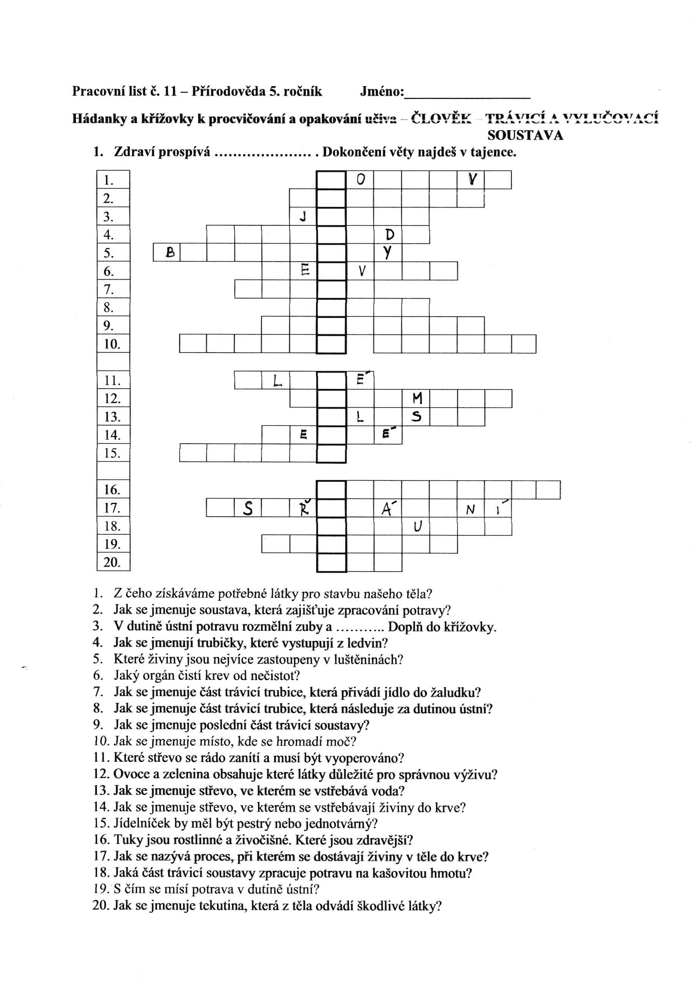 Pracovní list č. 11 – Přírodověda 5. ročník Jméno:____________________
Hádanky a křížovky k procvičování a opakování učiva – ČLOVĚK – TRÁVICÍ A VYLUČOVACÍ
SOUSTAVA
1. Zdraví prospívá ...................... Dokončení věty najdeš v tajence.
1. O V
2.
3. J
4. D
5. B Y
6. E V
7.
8.
9.
10.
11. L É
12. M
13. L S
14. E É
15.
16.
17. S Ř Á N Í
18. U
19.
20.
1. Z čeho získáváme potřebné látky pro stavbu našeho těla?
2. Jak se jmenuje soustava, která zajišťuje zpracování potravy?
3. V dutině ústní potravu rozmělní zuby a ........... Doplň do křížovky.
4. Jak se jmenují trubičky, které vystupují z ledvin?
5. Které živiny jsou nejvíce zastoupeny v luštěninách?
6. Jaký orgán čistí krev od nečistot?
7. Jak se jmenuje část trávicí trubice, která přivádí jídlo do žaludku?
8. Jak se jmenuje část trávicí trubice, která následuje za dutinou ústní?
9. Jak se jmenuje poslední část trávicí soustavy?
10. Jak se jmenuje místo, kde se hromadí moč?
11. Které střevo se rádo zanítí a musí být vyoperováno?
12. Ovoce a zelenina obsahuje které látky důležité pro správnou výživu?
13. Jak se jmenuje střevo, ve kterém se vstřebává voda?
14. Jak se jmenuje střevo, ve kterém se vstřebávají živiny do krve?
15. Jídelníček by měl být pestrý nebo jednotvárný?
16. Tuky jsou rostlinné a živočišné. Které jsou zdravější?
17. Jak se nazývá proces, při kterém se dostávají živiny v těle do krve?
18. Jaká část trávicí soustavy zpracuje potravu na kašovitou hmotu?
19. S čím se mísí potrava v dutině ústní?
20. Jak se jmenuje tekutina, která z těla odvádí škodlivé látky?